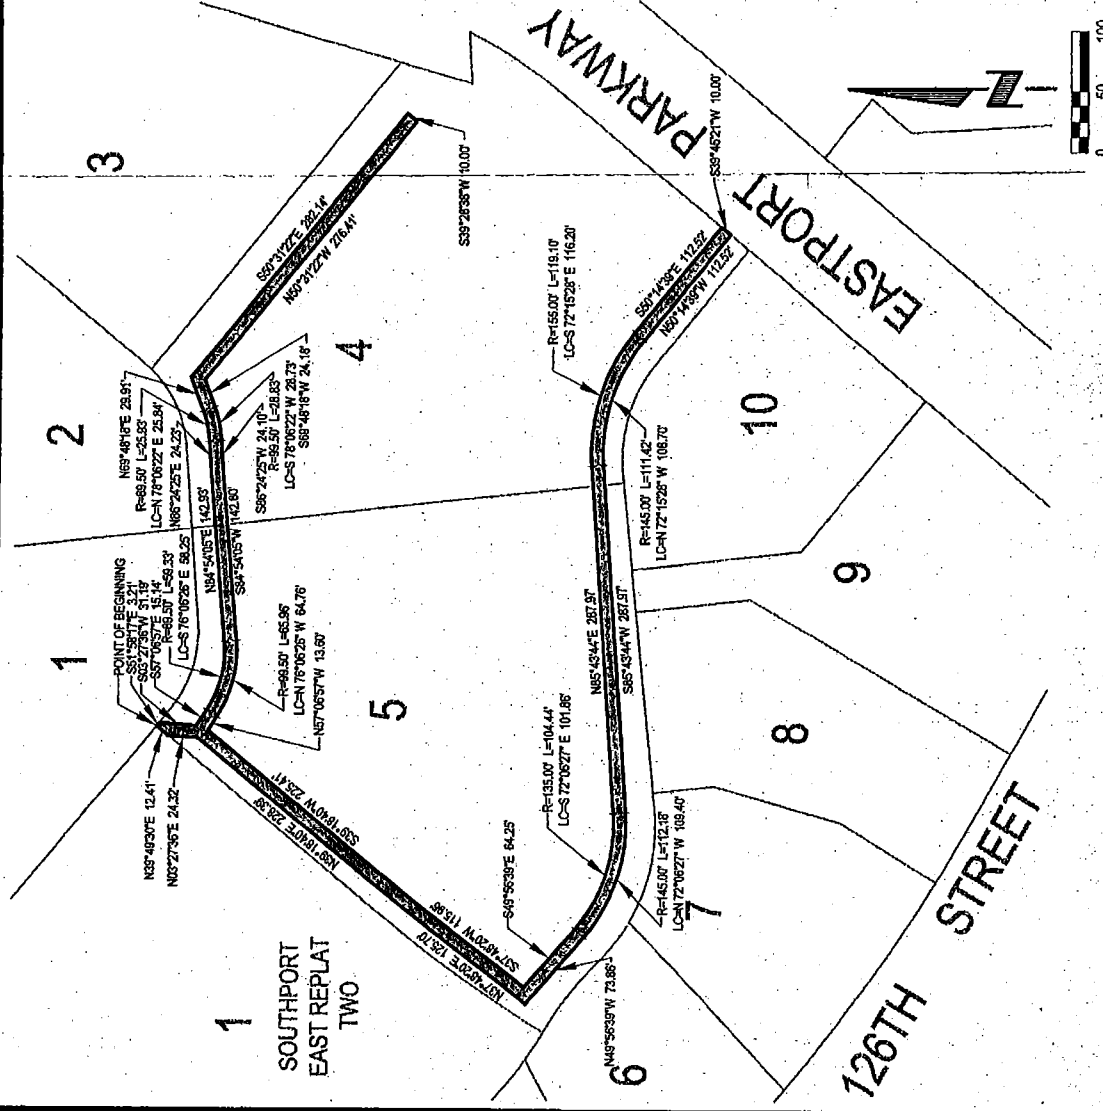 3
2
1
4
5
6
7
8
9
10
1
SOUTHPORT
EAST REPLAT
TWO
EASTPORT
PARKWAY
126TH
STREET
POINT OF BEGINNING
S51°58'17"E 3.21'
S03°27'36"W 31.19'
S57°06'57"E 15.14'
R=89.50' L=59.33'
LC=S 76°06'26" E 58.25'
N84°54'05"E 142.93'
S84°54'05"W 142.60'
N69°48'18"E 29.91'
R=89.50' L=25.93'
LC=N 78°06'22" E 25.84'
N86°24'25"E 24.23'
S86°24'25"W 24.10'
R=99.50' L=28.83'
LC=S 78°06'22" W 28.73'
S69°48'18"W 24.18'
S50°31'22"E 282.14'
N50°31'22"W 276.41'
S39°28'38"W 10.00'
R=99.50' L=65.96'
LC=N 76°06'26" W 64.76'
N57°06'57"W 13.60'
N39°49'30"E 12.41'
N03°27'36"E 24.32'
N39°18'40"E 228.39'
S39°18'40"W 225.41'
N37°48'20"E 125.70'
S37°48'20"W 115.96'
S49°56'39"E 64.25'
N49°56'39"W 73.86'
R=135.00' L=104.44'
LC=S 72°06'27" E 101.86'
R=145.00' L=112.18'
LC=N 72°06'27" W 109.40'
N85°43'44"E 287.97'
S85°43'44"W 287.97'
R=155.00' L=119.10'
LC=S 72°15'28" E 116.20'
R=145.00' L=111.42'
LC=N 72°15'28" W 108.70'
S50°14'39"E 112.52'
N50°14'39"W 112.52'
S39°45'21"W 10.00'
0 50 100